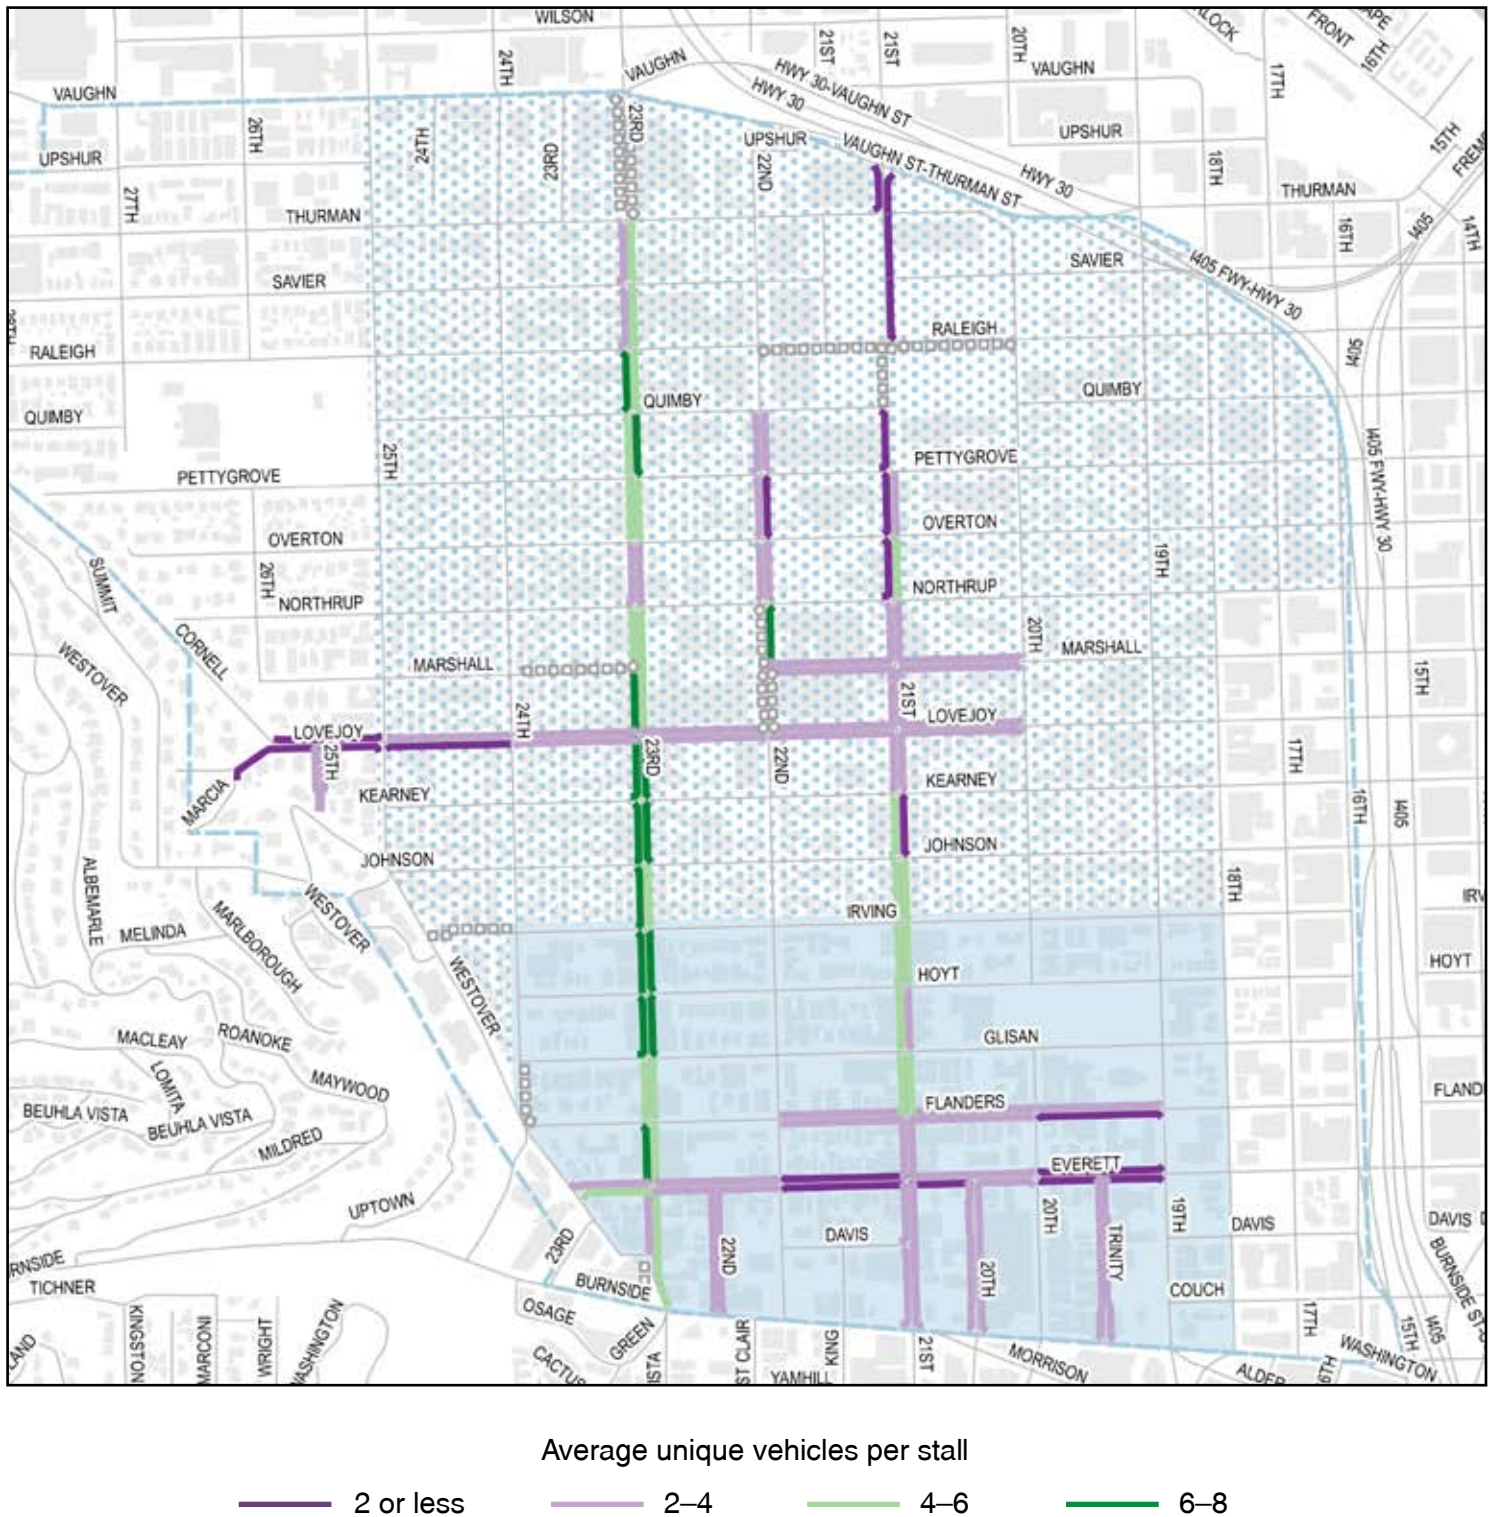 WILSON
VAUGHN
24TH
21ST
21ST
20TH
VAUGHN
17TH
FRONT
16TH
HWY 30-VAUGHN ST
HWY 30
VAUGHN
23RD
26TH
24TH
23RD
UPSHUR
VAUGHN ST-THURMAN ST
UPSHUR
HWY 30
18TH
15TH
UPSHUR
22ND
27TH
THURMAN
THURMAN
16TH
I405
14TH
SAVIER
SAVIER
I405 FWY-HWY 30
RALEIGH
RALEIGH
I405
QUIMBY
QUIMBY
QUIMBY
25TH
PETTYGROVE
PETTYGROVE
I405 FWY-HWY 30
OVERTON
OVERTON
19TH
SUMMIT
26TH
NORTHRUP
NORTHRUP
CORNELL
WESTOVER
MARSHALL
20TH
MARSHALL
15TH
24TH
21ST
LOVEJOY
LOVEJOY
25TH
23RD
22ND
17TH
MARCIA
KEARNEY
KEARNEY
16TH
I405
JOHNSON
JOHNSON
ALBEMARLE
18TH
WESTOVER
IRVING
MELINDA
MARLBOROUGH
WESTOVER
HOYT
HOYT
MACLEAY
ROANOKE
GLISAN
LOMITA
MAYWOOD
BEUHLA VISTA
BEUHLA VISTA
FLANDERS
MILDRED
EVERETT
UPTOWN
23RD
22ND
DAVIS
20TH
20TH
TRINITY
19TH
DAVIS
DAVIS
TICHNER
BURNSIDE
COUCH
BURNSIDE ST
KINGSTON
MARCONI
WRIGHT
OSAGE
GREEN
ST CLAIR
KING
21ST
MORRISON
17TH
15TH
I405
WASHINGTON
YAMHILL
Average unique vehicles per stall
2 or less 2–4 4–6 6–8